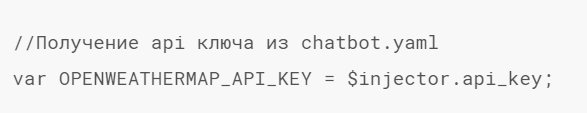 //Получение api ключа из chatbot.yaml
var OPENWEATHERMAP_API_KEY = $injector.api_key;